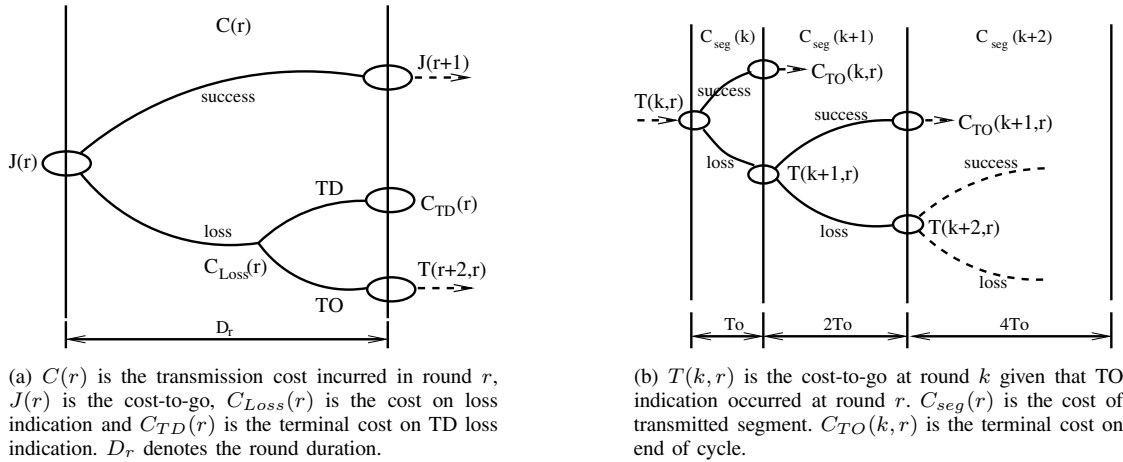 C(r)
J(r+1)
success
J(r)
TD
C_TD(r)
loss
C_Loss(r)
T(r+2,r)
TO
D_r
C_seg(k)
C_seg(k+1)
C_seg(k+2)
C_TO(k,r)
success
T(k,r)
success
C_TO(k+1,r)
loss
T(k+1,r)
success
loss
T(k+2,r)
loss
To
2To
4To
(a) C(r) is the transmission cost incurred in round r,
J(r) is the cost-to-go, C_Loss(r) is the cost on loss
indication and C_TD(r) is the terminal cost on TD loss
indication. D_r denotes the round duration.
(b) T(k, r) is the cost-to-go at round k given that TO
indication occurred at round r. C_seg(r) is the cost of
transmitted segment. C_TO(k, r) is the terminal cost on
end of cycle.